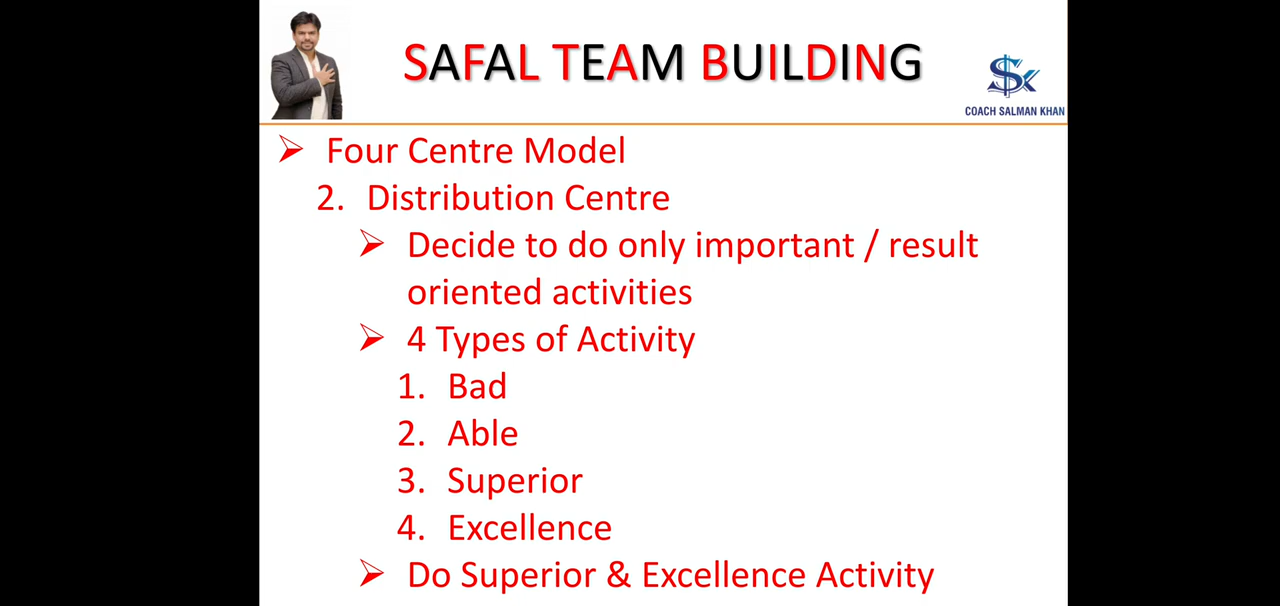 SAFAL TEAM BUILDING
COACH SALMAN KHAN
➢ Four Centre Model
2. Distribution Centre
➢ Decide to do only important / result
oriented activities
➢ 4 Types of Activity
1. Bad
2. Able
3. Superior
4. Excellence
➢ Do Superior & Excellence Activity